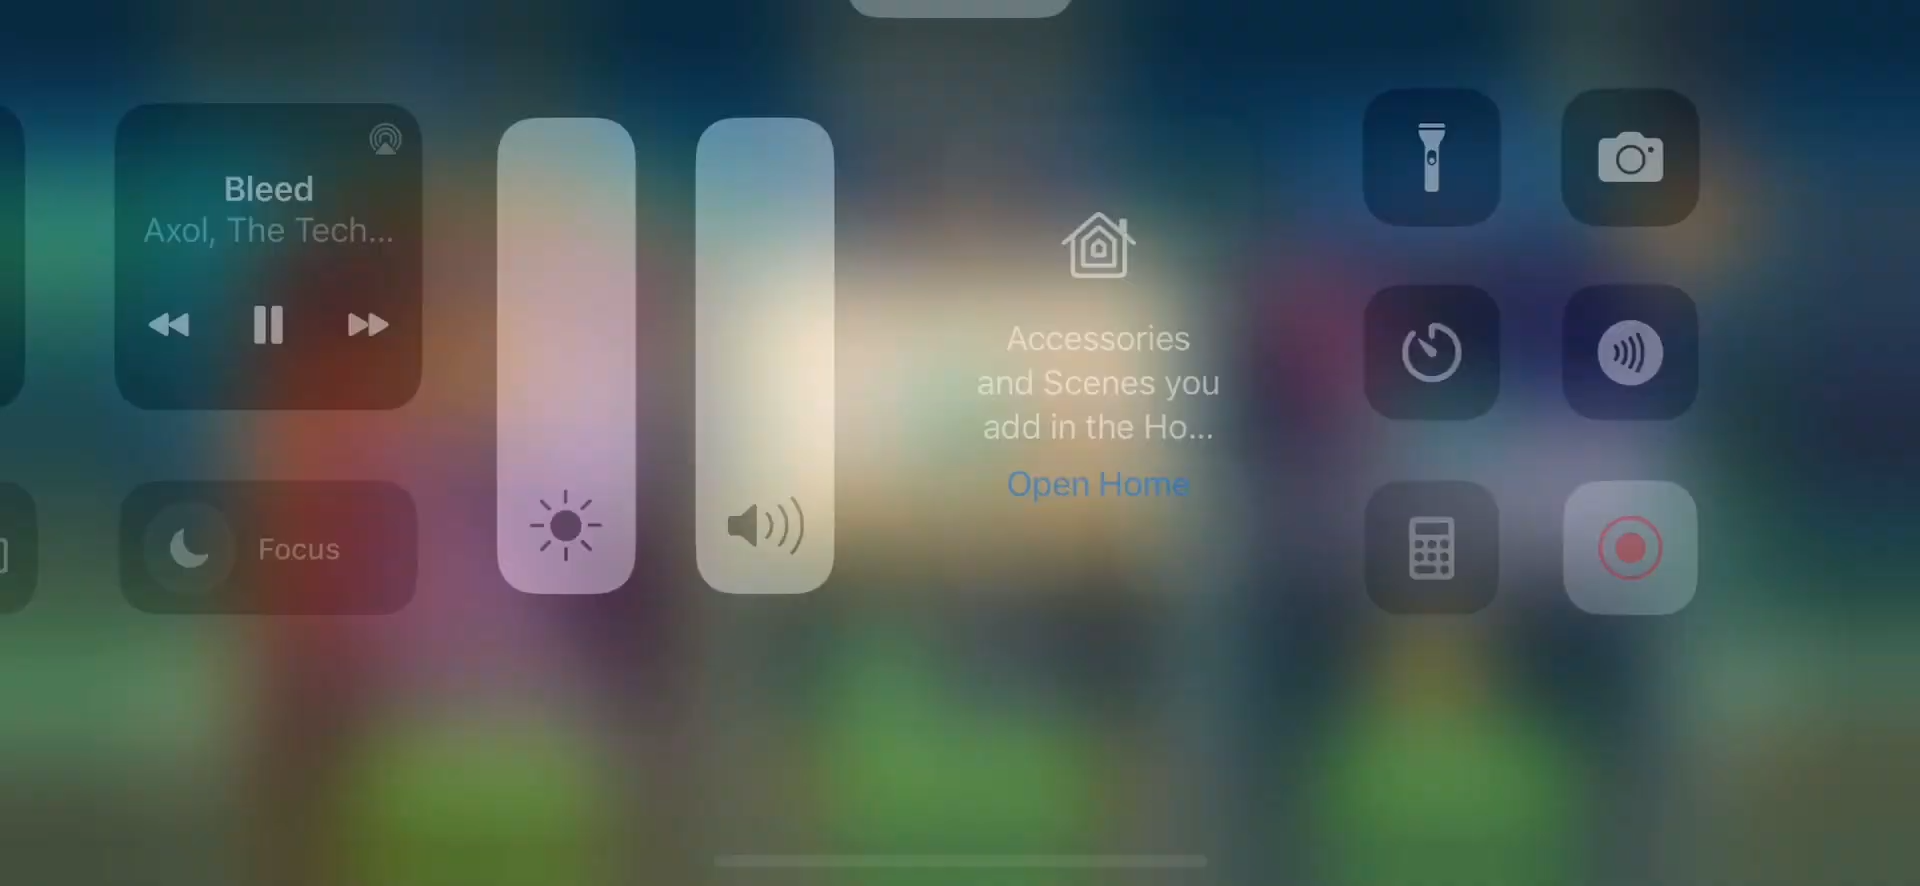 Bleed
Axol, The Tech...
Focus
Accessories
and Scenes you
add in the Ho...
Open Home